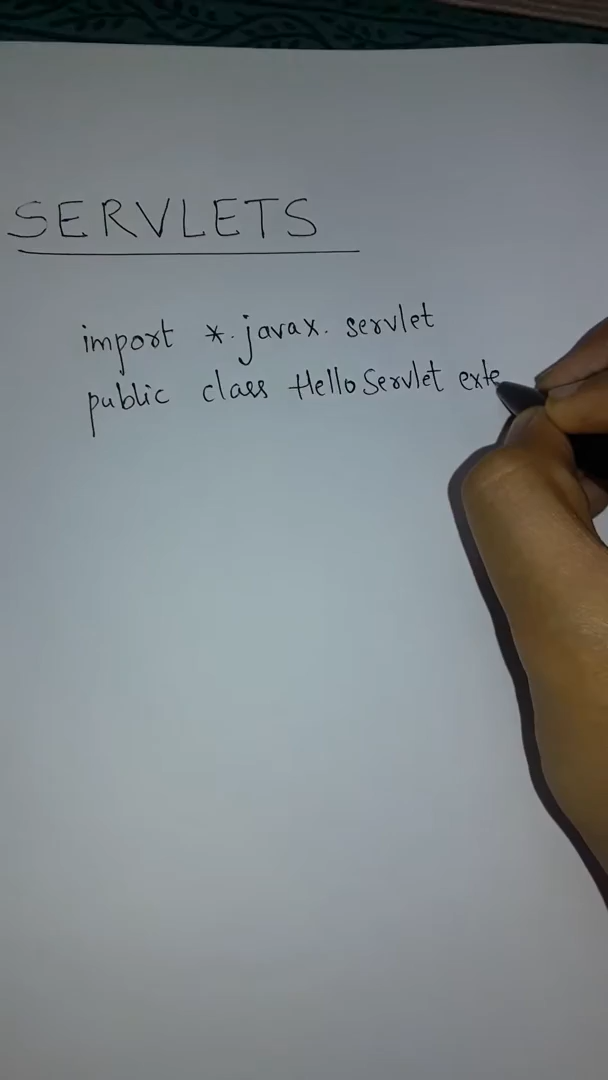 SERVLETS
import *.javax. servlet
public class HelloServlet exte